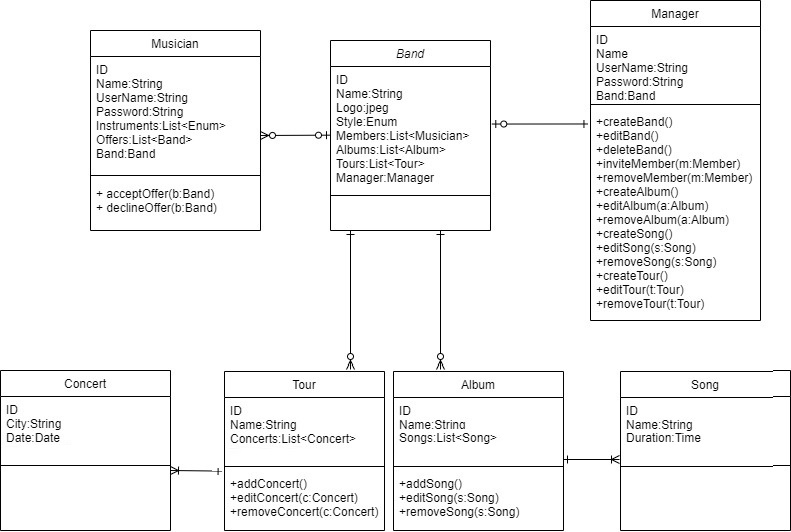 Musician
ID
Name:String
UserName:String
Password:String
Instruments:List<Enum>
Offers:List<Band>
Band:Band
+ acceptOffer(b:Band)
+ declineOffer(b:Band)
Band
ID
Name:String
Logo:jpeg
Style:Enum
Members:List<Musician>
Albums:List<Album>
Tours:List<Tour>
Manager:Manager
Manager
ID
Name
UserName:String
Password:String
Band:Band
+createBand()
+editBand()
+deleteBand()
+inviteMember(m:Member)
+removeMember(m:Member)
+createAlbum()
+editAlbum(a:Album)
+removeAlbum(a:Album)
+createSong()
+editSong(s:Song)
+removeSong(s:Song)
+createTour()
+editTour(t:Tour)
+removeTour(t:Tour)
Concert
ID
City:String
Date:Date
Tour
ID
Name:String
Concerts:List<Concert>
+addConcert()
+editConcert(c:Concert)
+removeConcert(c:Concert)
Album
ID
Name:String
Songs:List<Song>
+addSong()
+editSong(s:Song)
+removeSong(s:Song)
Song
ID
Name:String
Duration:Time